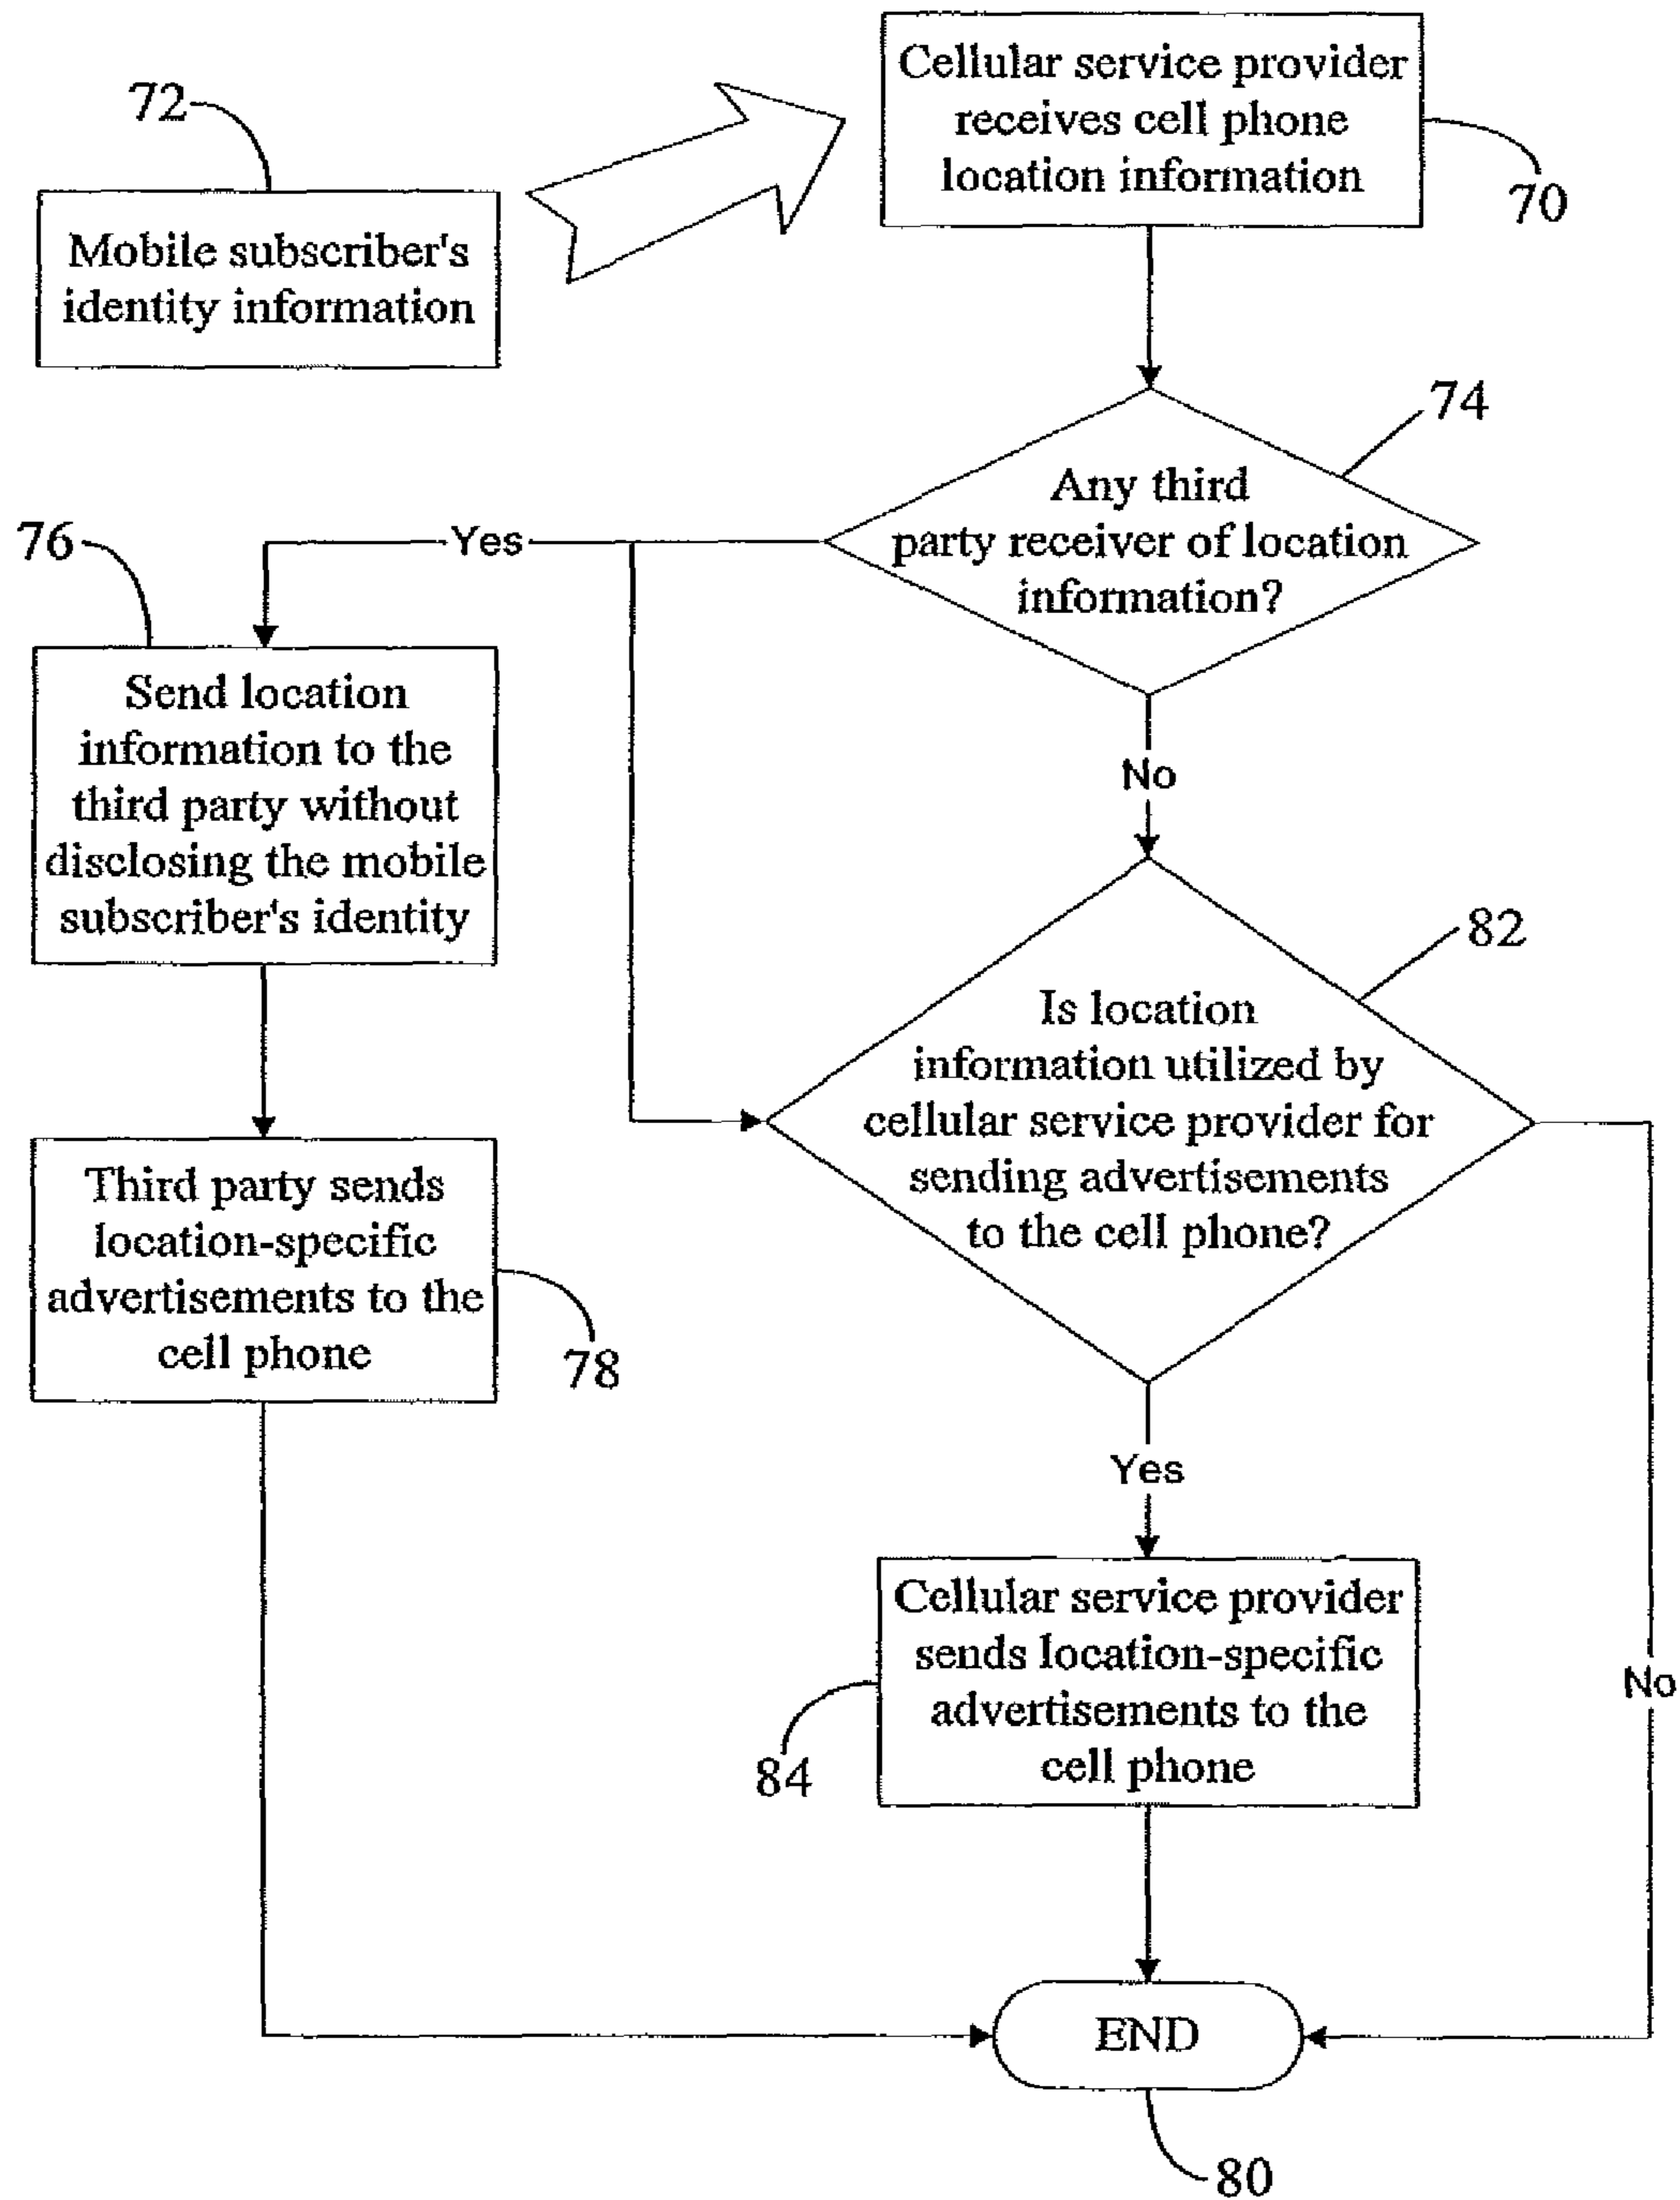 Cellular service provider
receives cell phone
location information
70
72
Mobile subscriber's
identity information
74
Any third
party receiver of location
information?
Yes
No
76
Send location
information to the
third party without
disclosing the mobile
subscriber's identity
82
Is location
information utilized by
cellular service provider for
sending advertisements
to the cell phone?
Third party sends
location-specific
advertisements to the
cell phone
78
Yes
No
Cellular service provider
sends location-specific
advertisements to the
cell phone
84
END
80